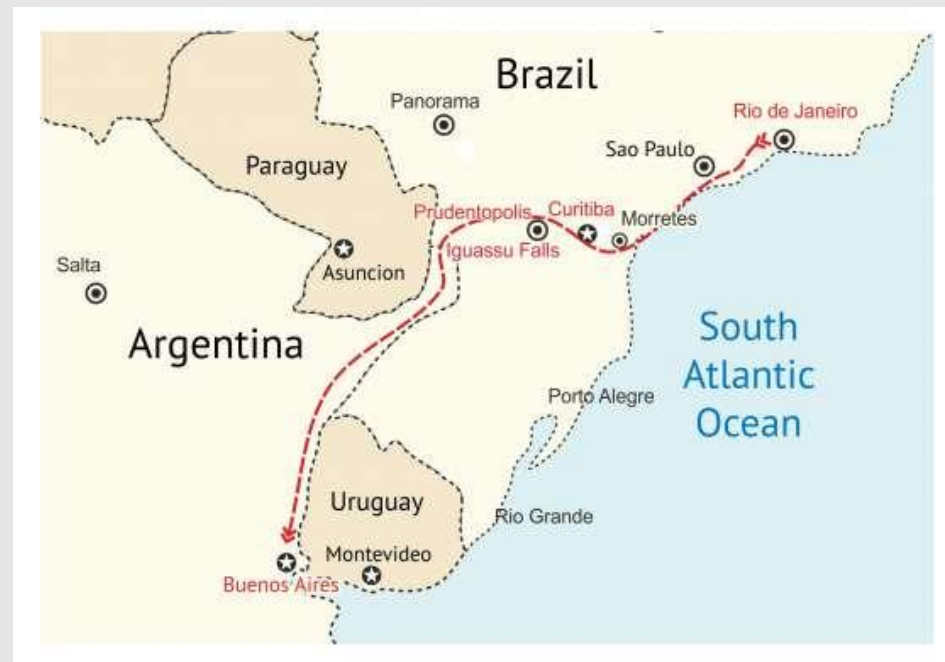 Brazil
Panorama
Rio de Janeiro
Sao Paulo
Paraguay
Prudentopolis
Curitiba
Morretes
Iguassu Falls
Asuncion
Salta
Argentina
South
Atlantic
Ocean
Porto Alegre
Uruguay
Rio Grande
Montevideo
Buenos Aires